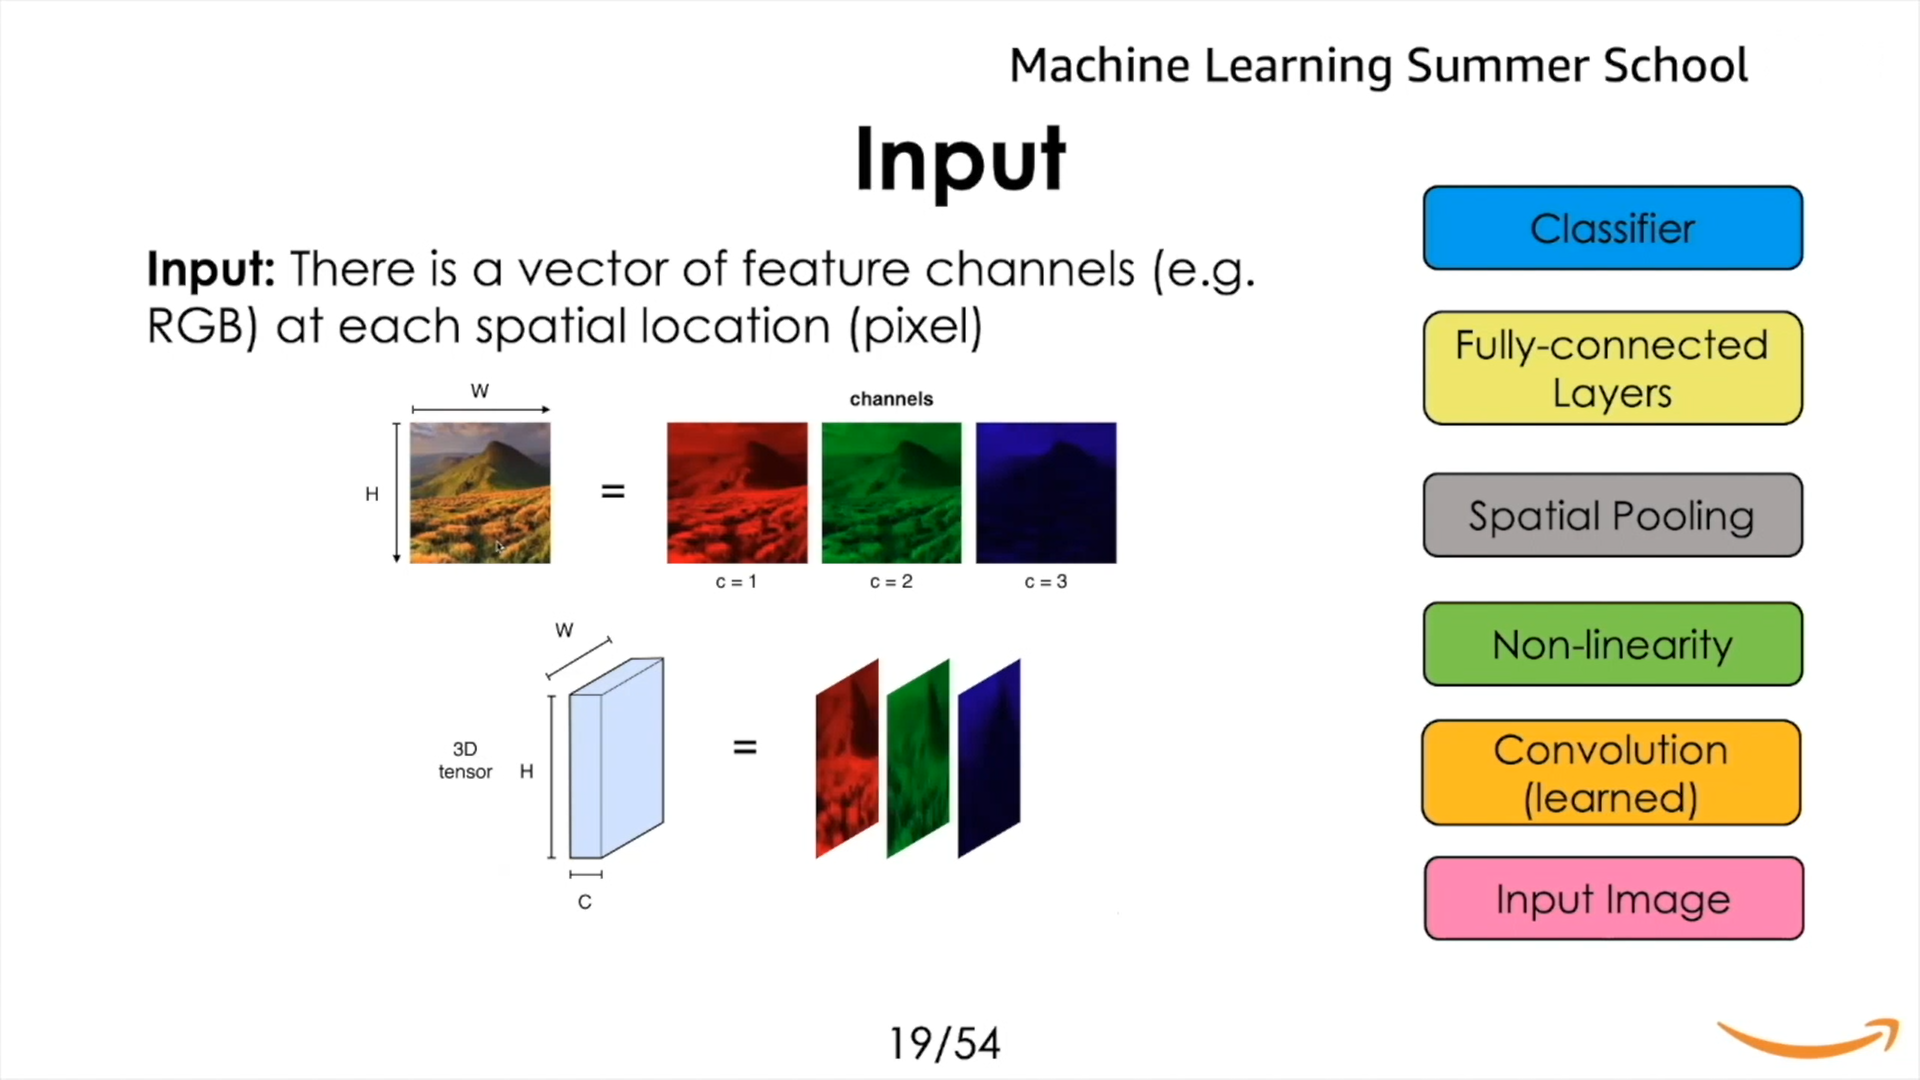 Machine Learning Summer School
Input
Input: There is a vector of feature channels (e.g.
RGB) at each spatial location (pixel)
W
H
=
channels
c = 1
c = 2
c = 3
W
3D
tensor
H
C
=
Classifier
Fully-connected
Layers
Spatial Pooling
Non-linearity
Convolution
(learned)
Input Image
19/54